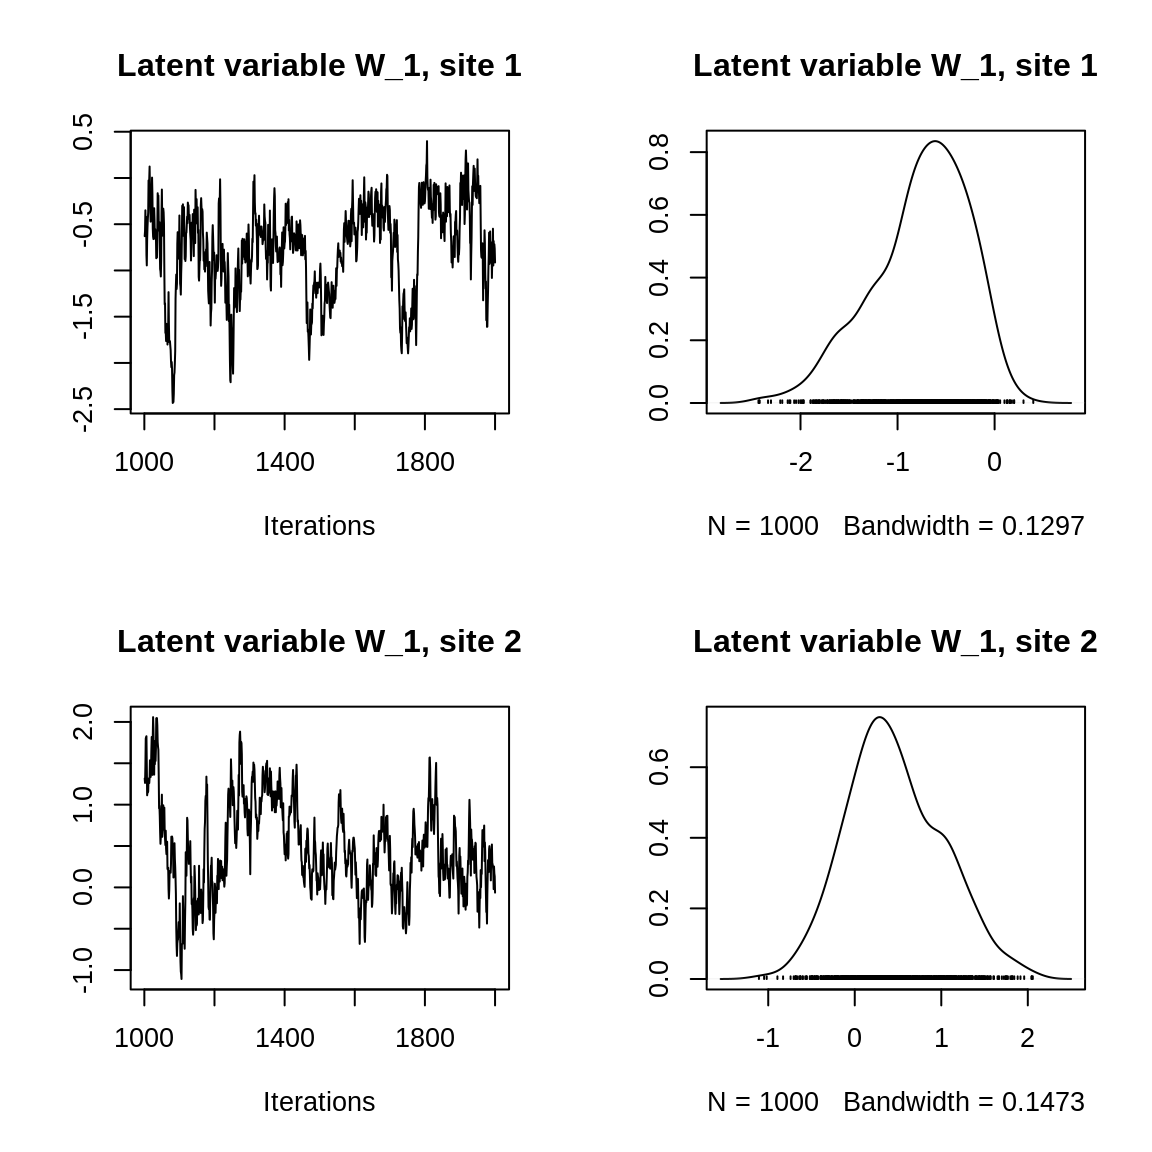 Latent variable W_1, site 1
0.5
-0.5
-1.5
-2.5
1000 1400 1800
Iterations
Latent variable W_1, site 1
0.8
0.6
0.4
0.2
0.0
-2 -1 0
N = 1000 Bandwidth = 0.1297
Latent variable W_1, site 2
2.0
1.0
0.0
-1.0
1000 1400 1800
Iterations
Latent variable W_1, site 2
0.6
0.4
0.2
0.0
-1 0 1 2
N = 1000 Bandwidth = 0.1473